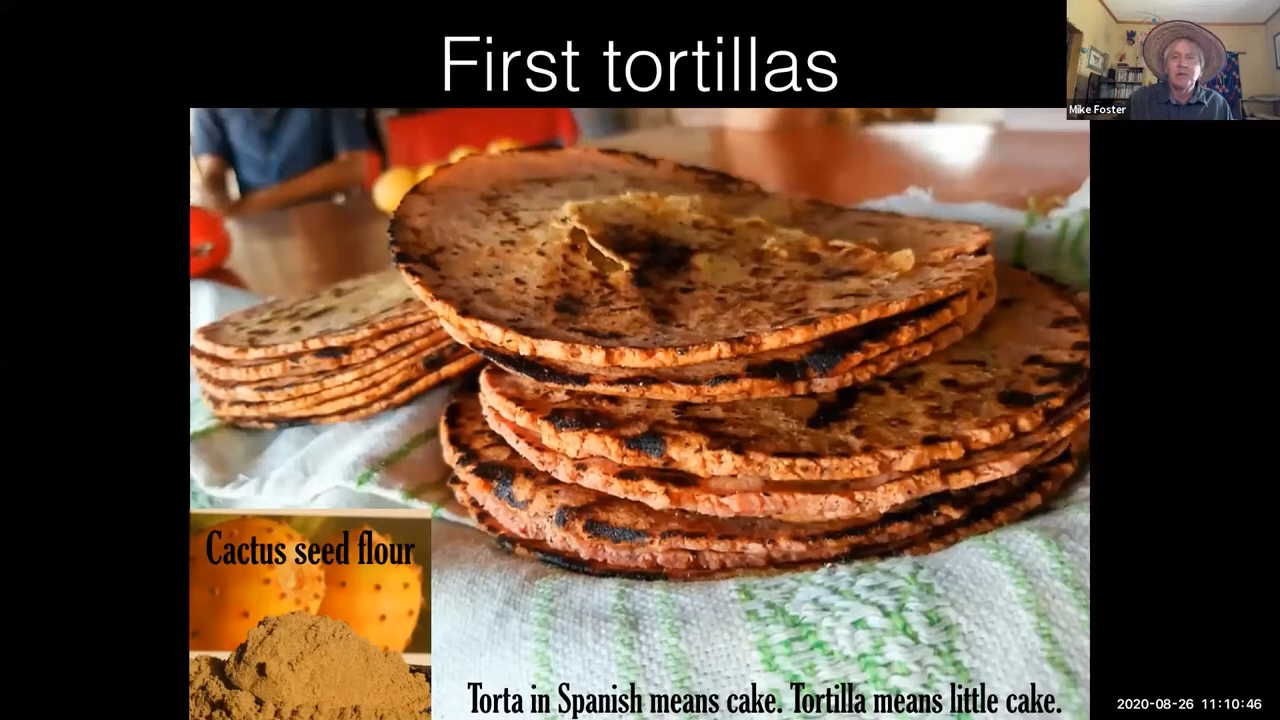 First tortillas
Mike Foster
Cactus seed flour
Torta in Spanish means cake. Tortilla means little cake.
2020-08-26 11:10:46